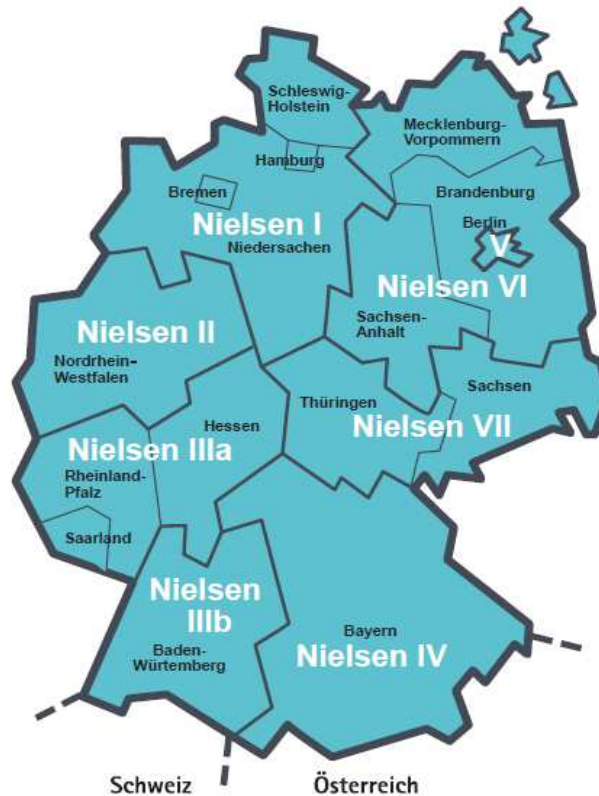 Schleswig-
Holstein
Mecklenburg-
Vorpommern
Hamburg
Bremen
Brandenburg
Berlin
Nielsen I
V
Niedersachen
Nielsen VI
Sachsen-
Anhalt
Nielsen II
Nordrhein-
Westfalen
Sachsen
Thüringen
Hessen
Nielsen VII
Nielsen IIIa
Rheinland-
Pfalz
Saarland
Nielsen
IIIb
Baden-
Würtemberg
Bayern
Nielsen IV
Schweiz
Österreich